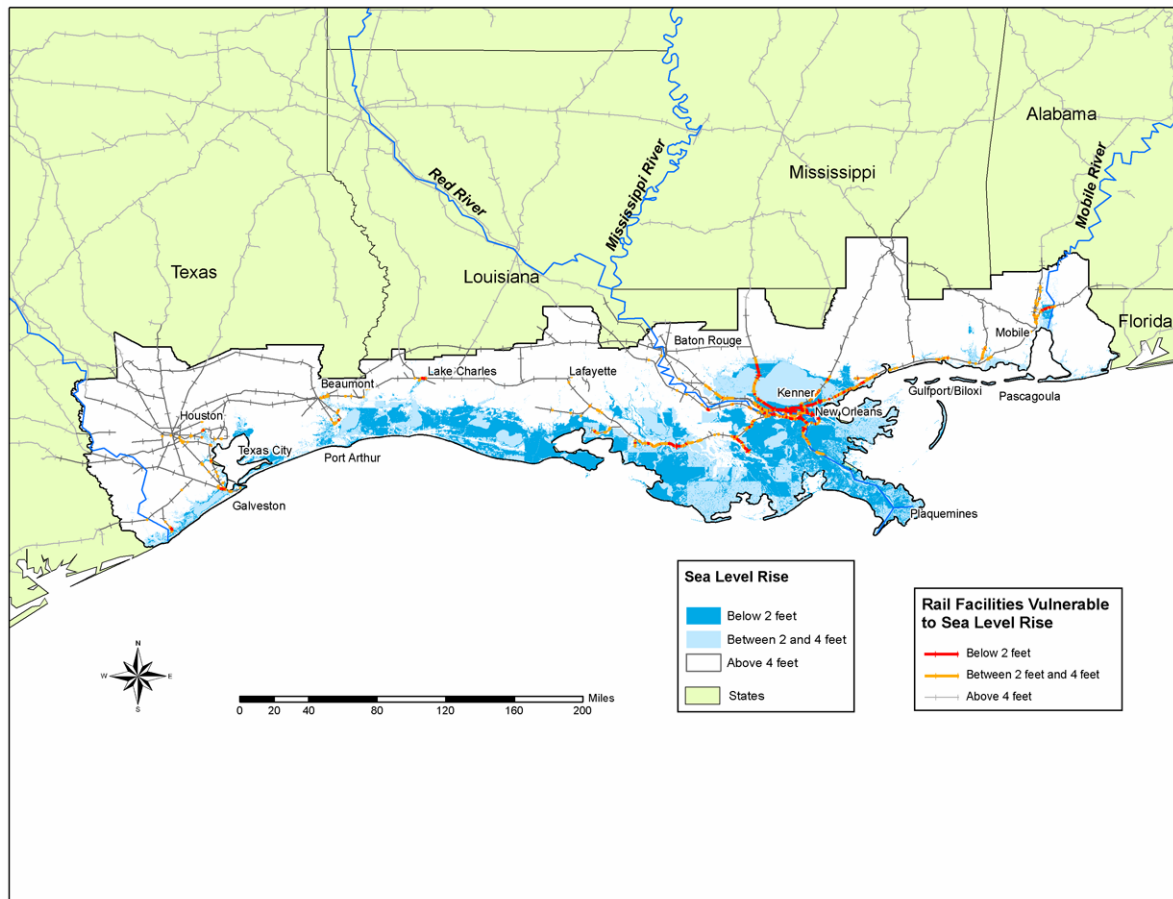 Alabama
Mississippi
Mobile River
Mississippi River
Red River
Texas
Louisiana
Florida
Mobile
Baton Rouge
Beaumont
Lake Charles
Lafayette
Kenner
Gulfport/Biloxi
Pascagoula
Houston
New Orleans
Texas City
Port Arthur
Galveston
Plaquemines
Sea Level Rise
Below 2 feet
Between 2 and 4 feet
Above 4 feet
States
Rail Facilities Vulnerable
to Sea Level Rise
Below 2 feet
Between 2 feet and 4 feet
Above 4 feet
N
W E
S
Miles
0 20 40 80 120 160 200